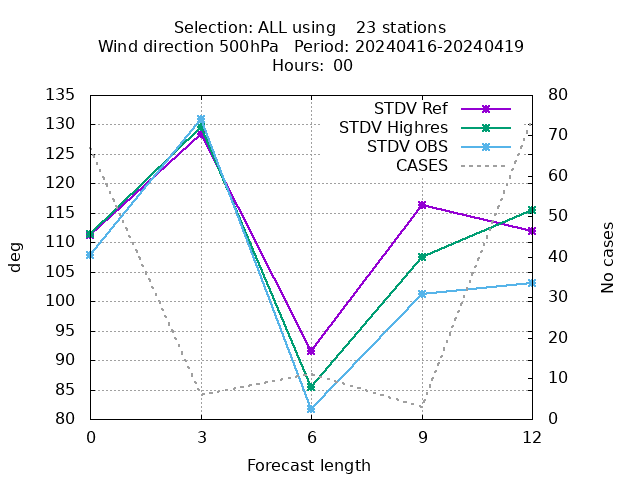 Selection: ALL using    23 stations
Wind direction 500hPa   Period: 20240416-20240419
Hours:  00
STDV Ref
STDV Highres
STDV OBS
CASES
deg
135
130
125
120
115
110
105
100
95
90
85
80
No cases
80
70
60
50
40
30
20
10
0
0 3 6 9 12
Forecast length